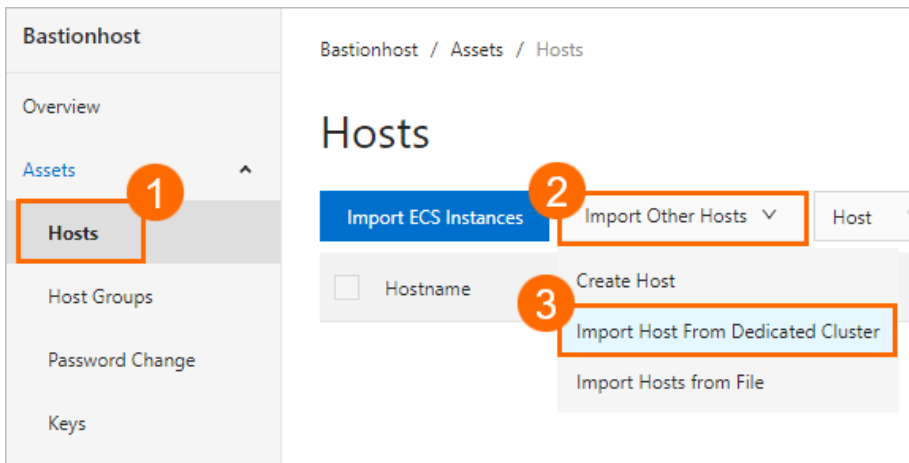 Bastionhost
Overview
Assets
1
Hosts
Host Groups
Password Change
Keys
Bastionhost / Assets / Hosts
Hosts
Import ECS Instances
2
Import Other Hosts
Host
Hostname
Create Host
3
Import Host From Dedicated Cluster
Import Hosts from File